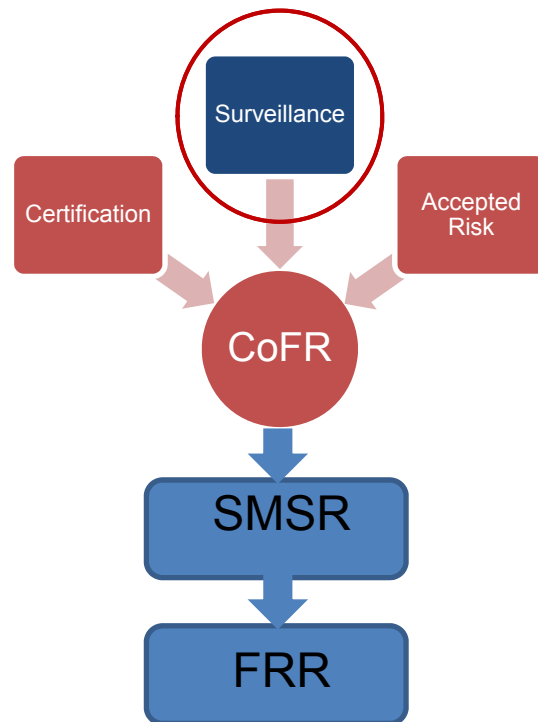 Surveillance
Certification
Accepted
Risk
CoFR
SMSR
FRR